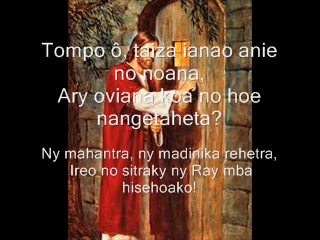 Tompo ô, taiza ianao anie
no noana,
Ary oviana koa no hoe
nangetaheta?
Ny mahantra, ny madinika rehetra,
Ireo no sitraky ny Ray mba
hisehoako!